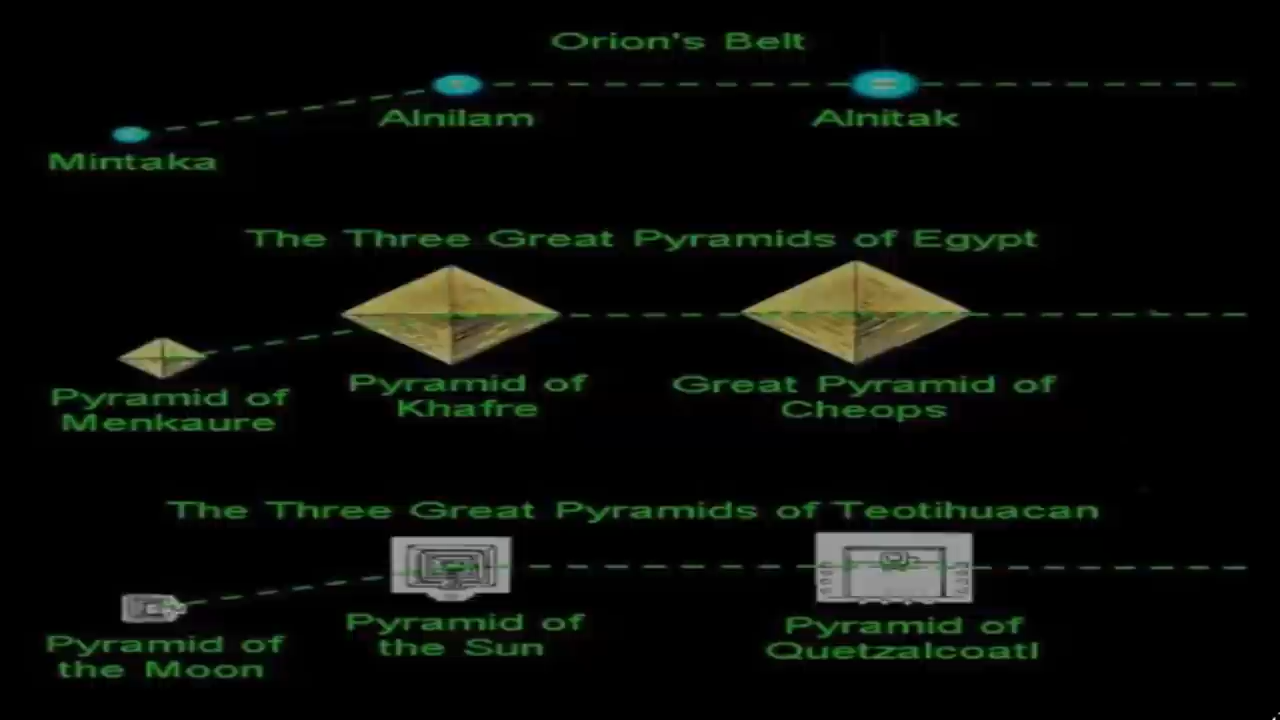 Orion's Belt
Alnilam
Alnitak
Mintaka
The Three Great Pyramids of Egypt
Pyramid of
Menkaure
Pyramid of
Khafre
Great Pyramid of
Cheops
The Three Great Pyramids of Teotihuacan
Pyramid of
the Moon
Pyramid of
the Sun
Pyramid of
Quetzalcoatl